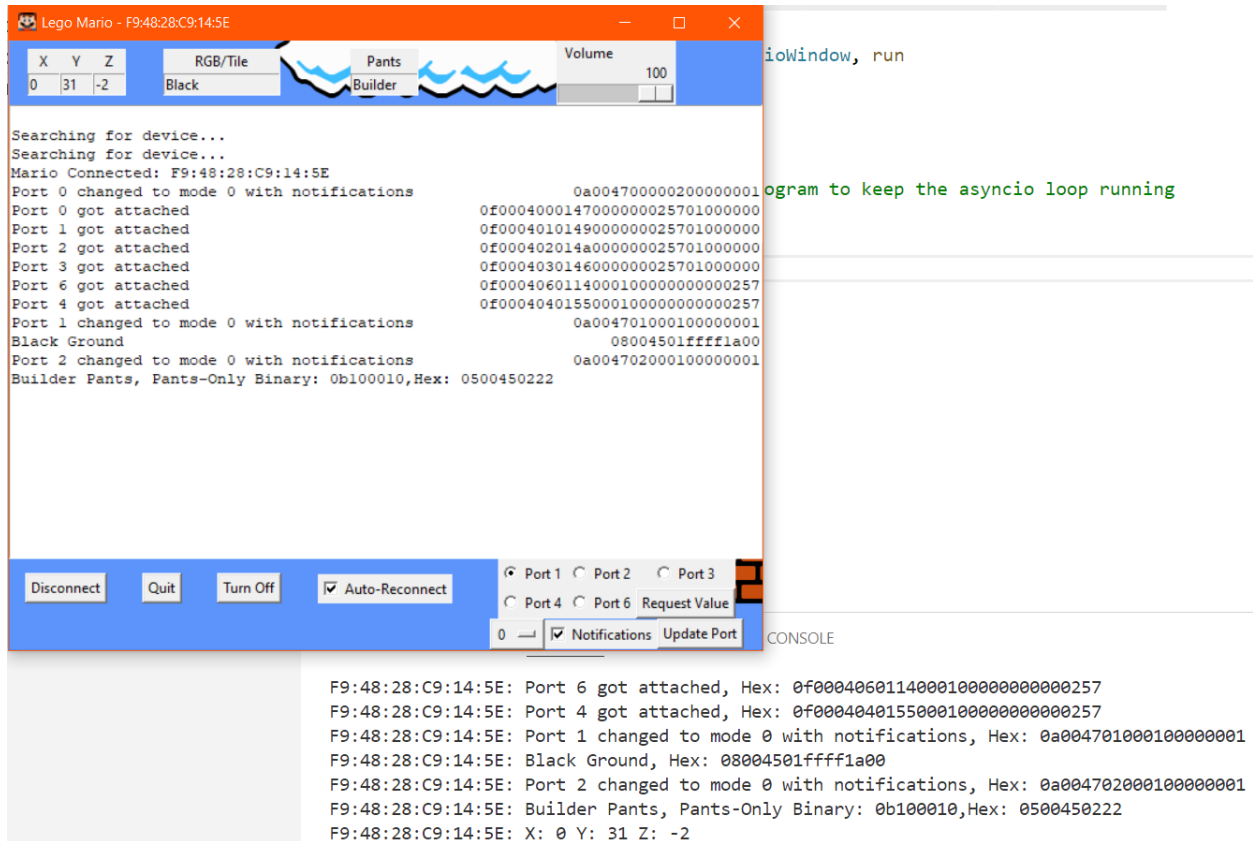 Lego Mario - F9:48:28:C9:14:5E
X Y Z RGB/Tile Pants Volume
100
0 31 -2 Black Builder
ioWindow, run
Searching for device...
Searching for device...
Mario Connected: F9:48:28:C9:14:5E
Port 0 changed to mode 0 with notifications 0a004700000200000001
ogram to keep the asyncio loop running
Port 0 got attached 0f0004000147000000025701000000
Port 1 got attached 0f0004010149000000025701000000
Port 2 got attached 0f000402014a000000025701000000
Port 3 got attached 0f0004030146000000025701000000
Port 6 got attached 0f0004060114000100000000000257
Port 4 got attached 0f0004040155000100000000000257
Port 1 changed to mode 0 with notifications 0a004701000100000001
Black Ground 08004501ffff1a00
Port 2 changed to mode 0 with notifications 0a004702000100000001
Builder Pants, Pants-Only Binary: 0b100010,Hex: 0500450222
Port 1 Port 2 Port 3
Disconnect Quit Turn Off Auto-Reconnect
Port 4 Port 6 Request Value
0 Notifications Update Port
CONSOLE
F9:48:28:C9:14:5E: Port 6 got attached, Hex: 0f0004060114000100000000000257
F9:48:28:C9:14:5E: Port 4 got attached, Hex: 0f0004040155000100000000000257
F9:48:28:C9:14:5E: Port 1 changed to mode 0 with notifications, Hex: 0a004701000100000001
F9:48:28:C9:14:5E: Black Ground, Hex: 08004501ffff1a00
F9:48:28:C9:14:5E: Port 2 changed to mode 0 with notifications, Hex: 0a004702000100000001
F9:48:28:C9:14:5E: Builder Pants, Pants-Only Binary: 0b100010,Hex: 0500450222
F9:48:28:C9:14:5E: X: 0 Y: 31 Z: -2